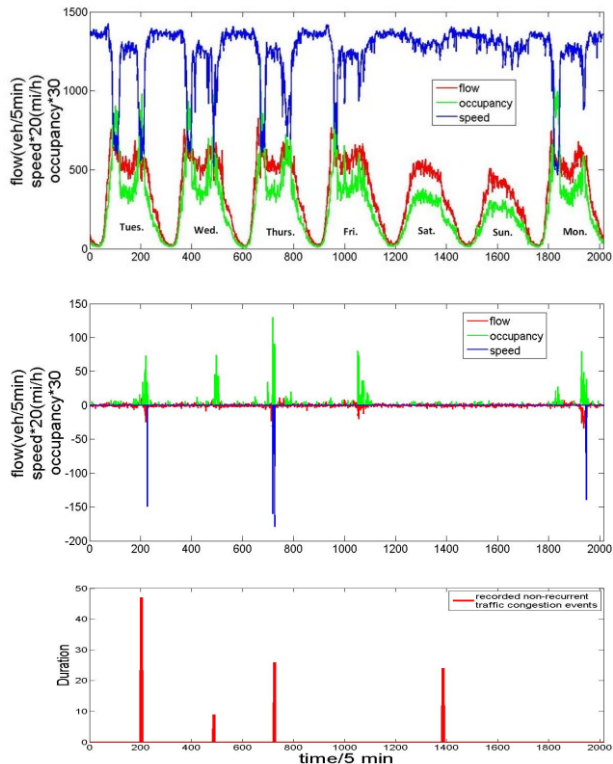 flow(veh/5min)
speed*20(mi/h)
occupancy*30
1500
1000
500
0
flow
occupancy
speed
Tues.
Wed.
Thurs.
Fri.
Sat.
Sun.
Mon.
0 200 400 600 800 1000 1200 1400 1600 1800 2000
flow(veh/5min)
speed*20(mi/h)
occupancy*30
150
100
50
0
-50
-100
-150
-200
flow
occupancy
speed
0 200 400 600 800 1000 1200 1400 1600 1800 2000
Duration
50
40
30
20
10
0
recorded non-recurrent
traffic congestion events
0 200 400 600 800 1000 1200 1400 1600 1800 2000
time/5 min